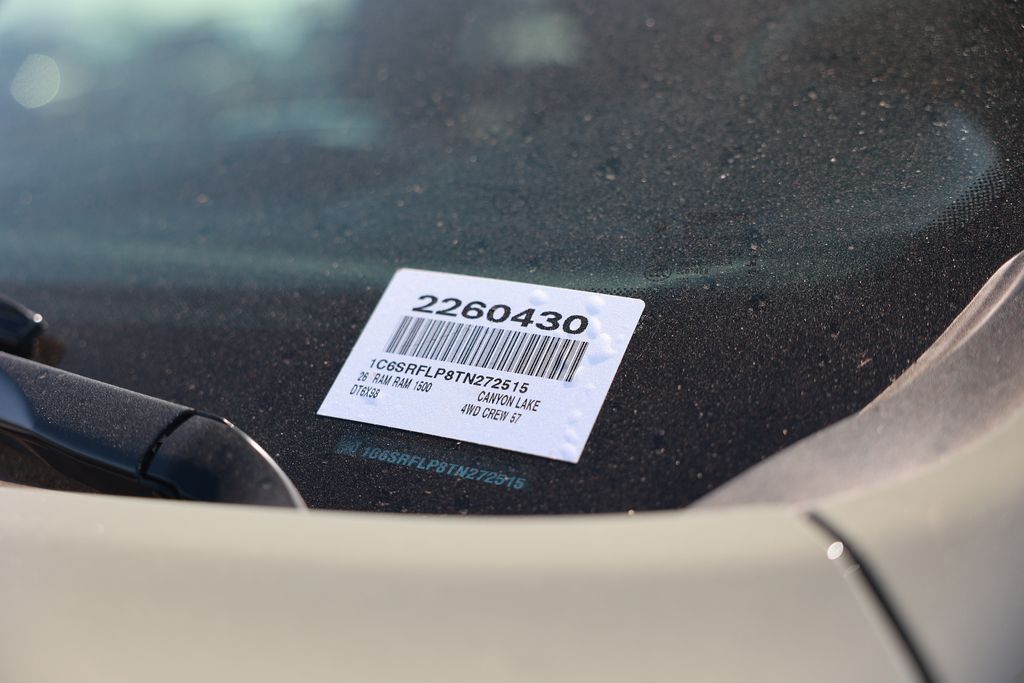 2260430
1C6SRFLP8TN272515
26 RAM RAM 1500 CANYON LAKE
DT6X98 4WD CREW 57
1C6SRFLP8TN272515